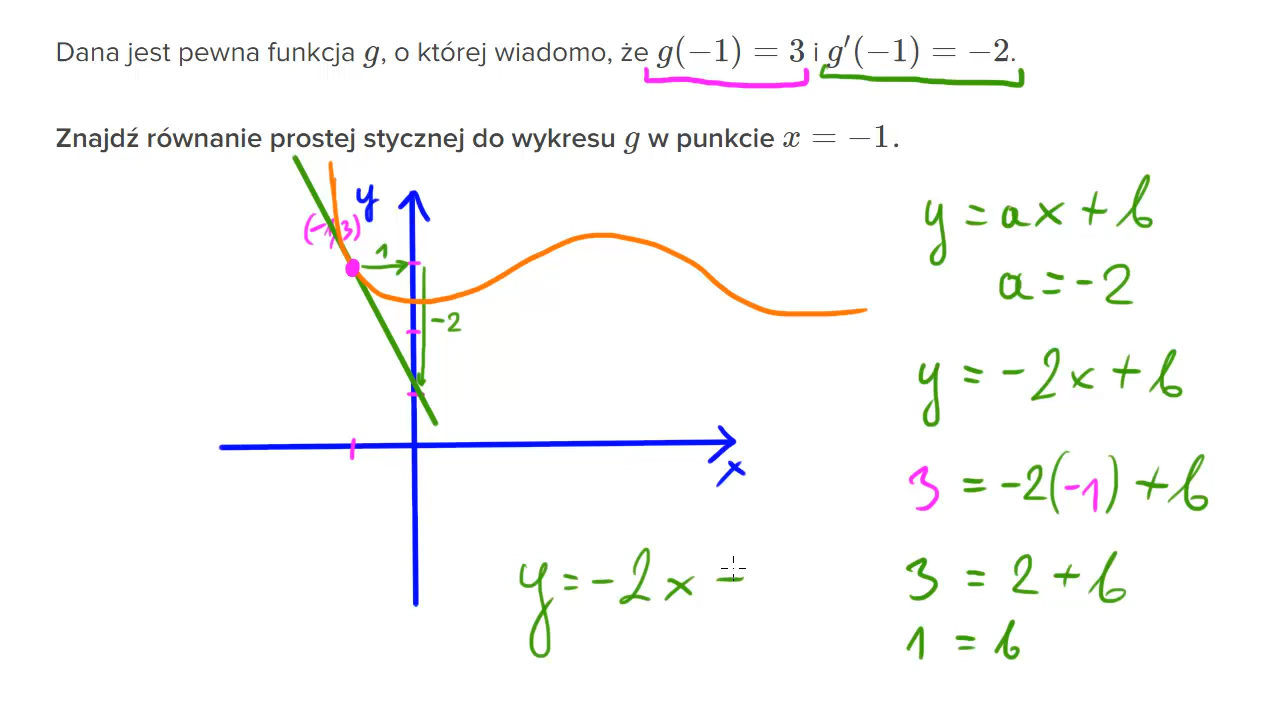 Dana jest pewna funkcja g, o której wiadomo, że g(−1) = 3 i g′(−1) = −2.
Znajdź równanie prostej stycznej do wykresu g w punkcie x = −1.
y
(-1,3)
1
-2
x
y = ax + b
a = -2
y = -2x + b
3 = -2(-1) + b
3 = 2 + b
1 = b
y = -2x -